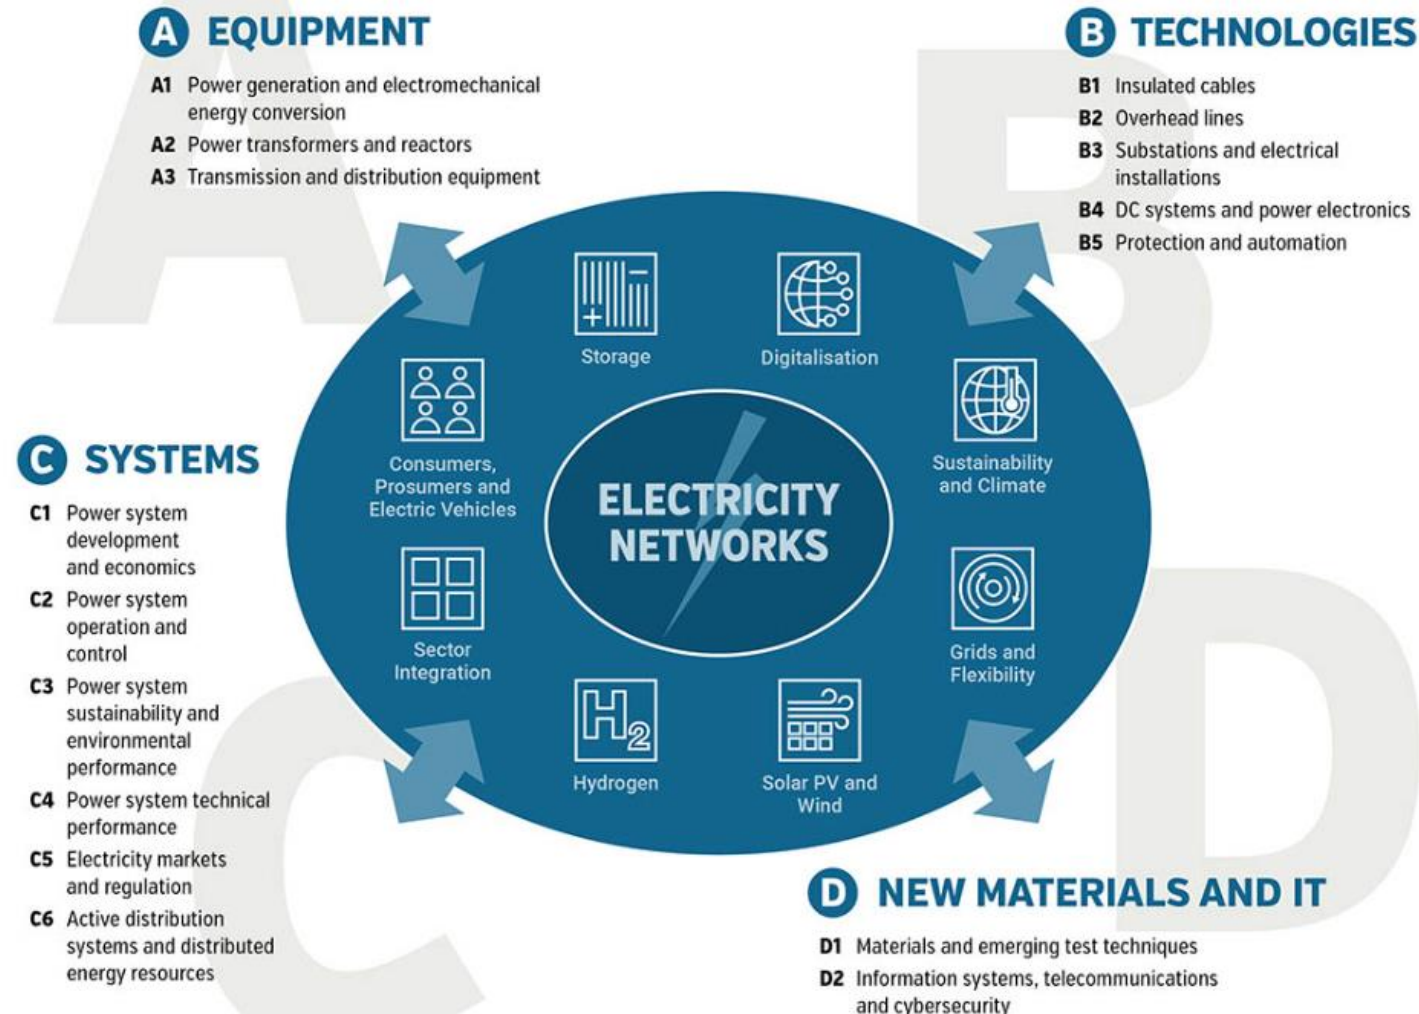 A EQUIPMENT
A1 Power generation and electromechanical
energy conversion
A2 Power transformers and reactors
A3 Transmission and distribution equipment
B TECHNOLOGIES
B1 Insulated cables
B2 Overhead lines
B3 Substations and electrical
installations
B4 DC systems and power electronics
B5 Protection and automation
C SYSTEMS
C1 Power system
development
and economics
C2 Power system
operation and
control
C3 Power system
sustainability and
environmental
performance
C4 Power system technical
performance
C5 Electricity markets
and regulation
C6 Active distribution
systems and distributed
energy resources
Storage
Digitalisation
Consumers,
Prosumers and
Electric Vehicles
Sustainability
and Climate
ELECTRICITY
NETWORKS
Sector
Integration
Grids and
Flexibility
H2
Hydrogen
Solar PV and
Wind
D NEW MATERIALS AND IT
D1 Materials and emerging test techniques
D2 Information systems, telecommunications
and cybersecurity
A
B
C
D